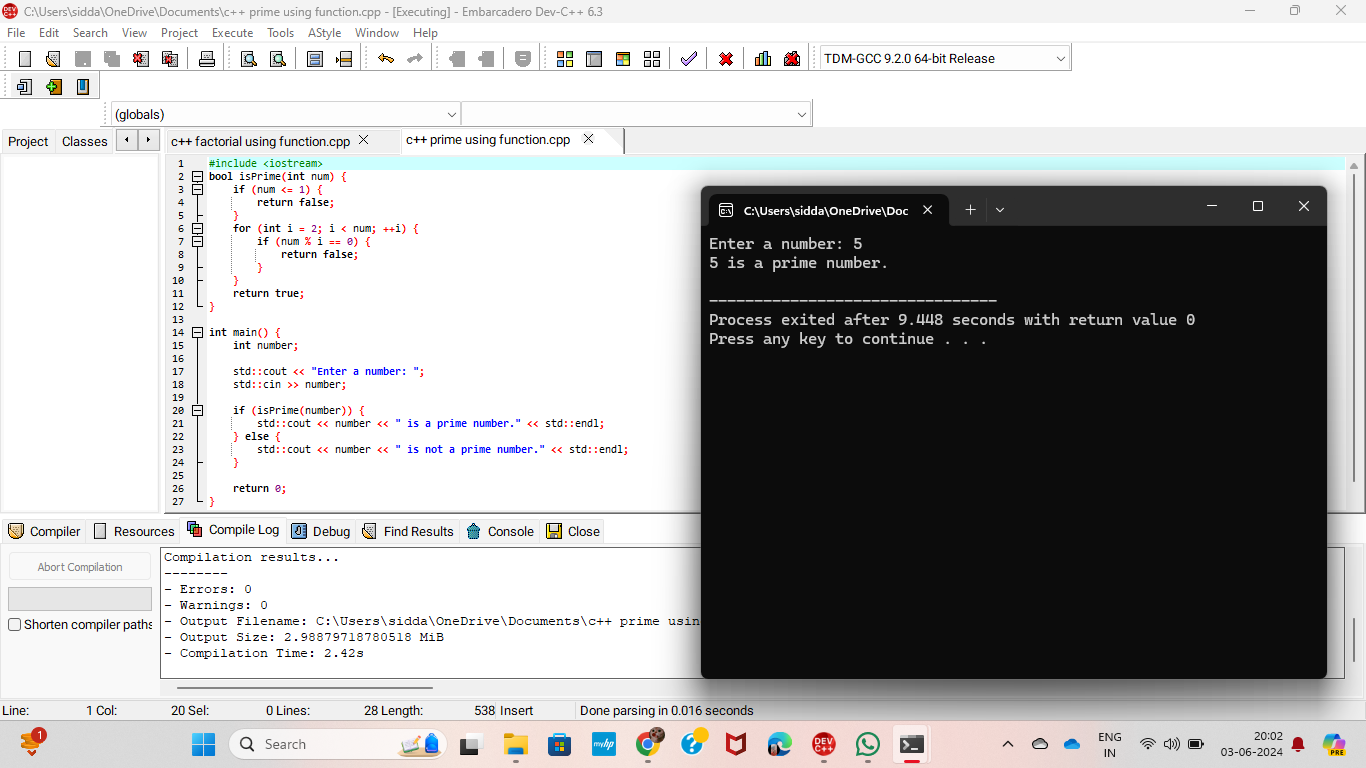 C:\Users\sidda\OneDrive\Documents\c++ prime using function.cpp - [Executing] - Embarcadero Dev-C++ 6.3
File Edit Search View Project Execute Tools AStyle Window Help
TDM-GCC 9.2.0 64-bit Release
(globals)
Project Classes c++ factorial using function.cpp c++ prime using function.cpp
1 #include <iostream>
2 bool isPrime(int num) {
3 if (num <= 1) {
4 return false;
5 }
6 for (int i = 2; i < num; ++i) {
7 if (num % i == 0) {
8 return false;
9 }
10 }
11 return true;
12 }
13
14 int main() {
15 int number;
16
17 std::cout << "Enter a number: ";
18 std::cin >> number;
19
20 if (isPrime(number)) {
21 std::cout << number << " is a prime number." << std::endl;
22 } else {
23 std::cout << number << " is not a prime number." << std::endl;
24 }
25
26 return 0;
27 }
C:\Users\sidda\OneDrive\Doc
Enter a number: 5
5 is a prime number.
--------------------------------
Process exited after 9.448 seconds with return value 0
Press any key to continue . . .
Compiler Resources Compile Log Debug Find Results Console Close
Abort Compilation
Shorten compiler paths
Compilation results...
--------
- Errors: 0
- Warnings: 0
- Output Filename: C:\Users\sidda\OneDrive\Documents\c++ prime usin
- Output Size: 2.98879718780518 MiB
- Compilation Time: 2.42s
Line: 1 Col: 20 Sel: 0 Lines: 28 Length: 538 Insert Done parsing in 0.016 seconds
1
Search
myhp
DEV C++
ENG
IN
20:02
03-06-2024
PRE